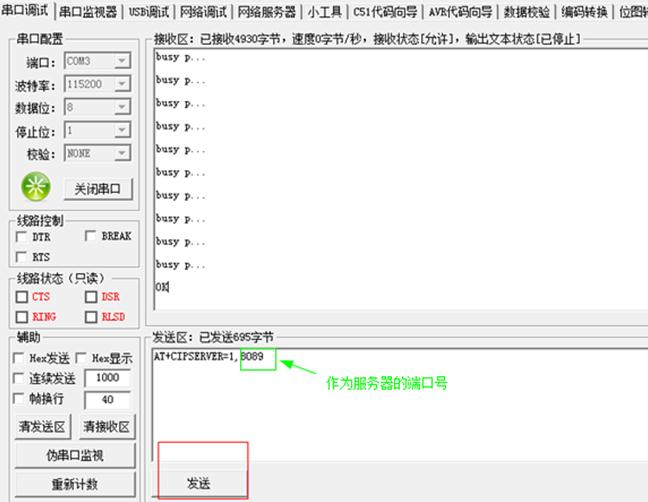 串口调试 串口监视器 USB调试 网络调试 网络服务器 小工具 C51代码向导 AVR代码向导 数据校验 编码转换 位图
串口配置
端口: COM3
波特率: 115200
数据位: 8
停止位: 1
校验: NONE
关闭串口
线路控制
DTR BREAK
RTS
线路状态（只读）
CTS DSR
RING RLSD
辅助
Hex发送 Hex显示
连续发送 1000
帧换行 40
清发送区 清接收区
伪串口监视
重新计数
接收区: 已接收4930字节，速度0字节/秒，接收状态[允许]，输出文本状态[已停止]
busy p...
busy p...
busy p...
busy p...
busy p...
busy p...
busy p...
busy p...
busy p...
busy p...
OK
发送区: 已发送695字节
AT+CIPSERVER=1,8089
作为服务器的端口号
发送